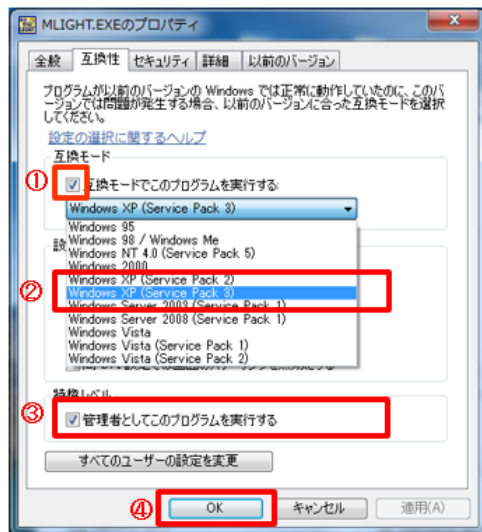 MLIGHT.EXEのプロパティ
全般 互換性 セキュリティ 詳細 以前のバージョン
プログラムが以前のバージョンの Windows では正常に動作していたのに、このバ
ージョンでは問題が発生する場合、以前のバージョンに合った互換モードを選択
してください。
設定の選択に関するヘルプ
互換モード
① 互換モードでこのプログラムを実行する:
Windows XP (Service Pack 3)
Windows 95
Windows 98 / Windows Me
設 Windows NT 4.0 (Service Pack 5)
Windows 2000
Windows XP (Service Pack 2)
② Windows XP (Service Pack 3)
Windows Server 2003 (Service Pack 1)
Windows Server 2008 (Service Pack 1)
Windows Vista
Windows Vista (Service Pack 1)
Windows Vista (Service Pack 2)
特権レベル
③ 管理者としてこのプログラムを実行する
すべてのユーザーの設定を変更
④ OK キャンセル 適用(A)